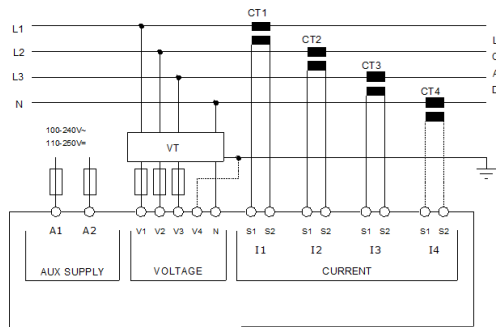 CT1
L1
CT2
L2
L
O
CT3
L3
A
CT4
N
D
100-240V~
110-250V=
VT
A1 A2 V1 V2 V3 V4 N S1 S2 S1 S2 S1 S2 S1 S2
I1 I2 I3 I4
AUX SUPPLY VOLTAGE CURRENT